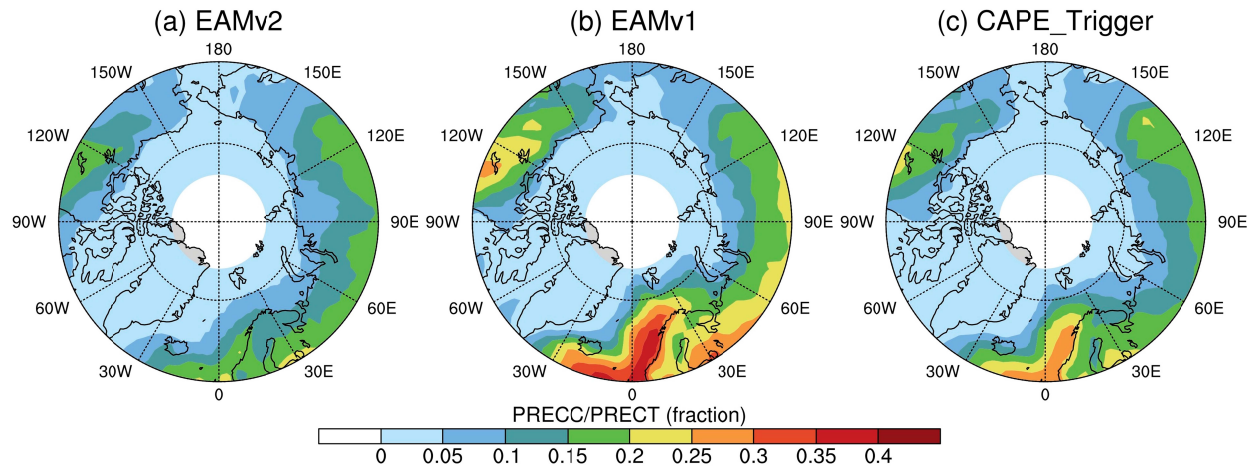 (a) EAMv2 (b) EAMv1 (c) CAPE_Trigger
180 180 180
150W 150E 150W 150E 150W 150E
120W 120E 120W 120E 120W 120E
90W 90E 90W 90E 90W 90E
60W 60E 60W 60E 60W 60E
30W 30E 30W 30E 30W 30E
0 0 0
PRECC/PRECT (fraction)
0 0.05 0.1 0.15 0.2 0.25 0.3 0.35 0.4